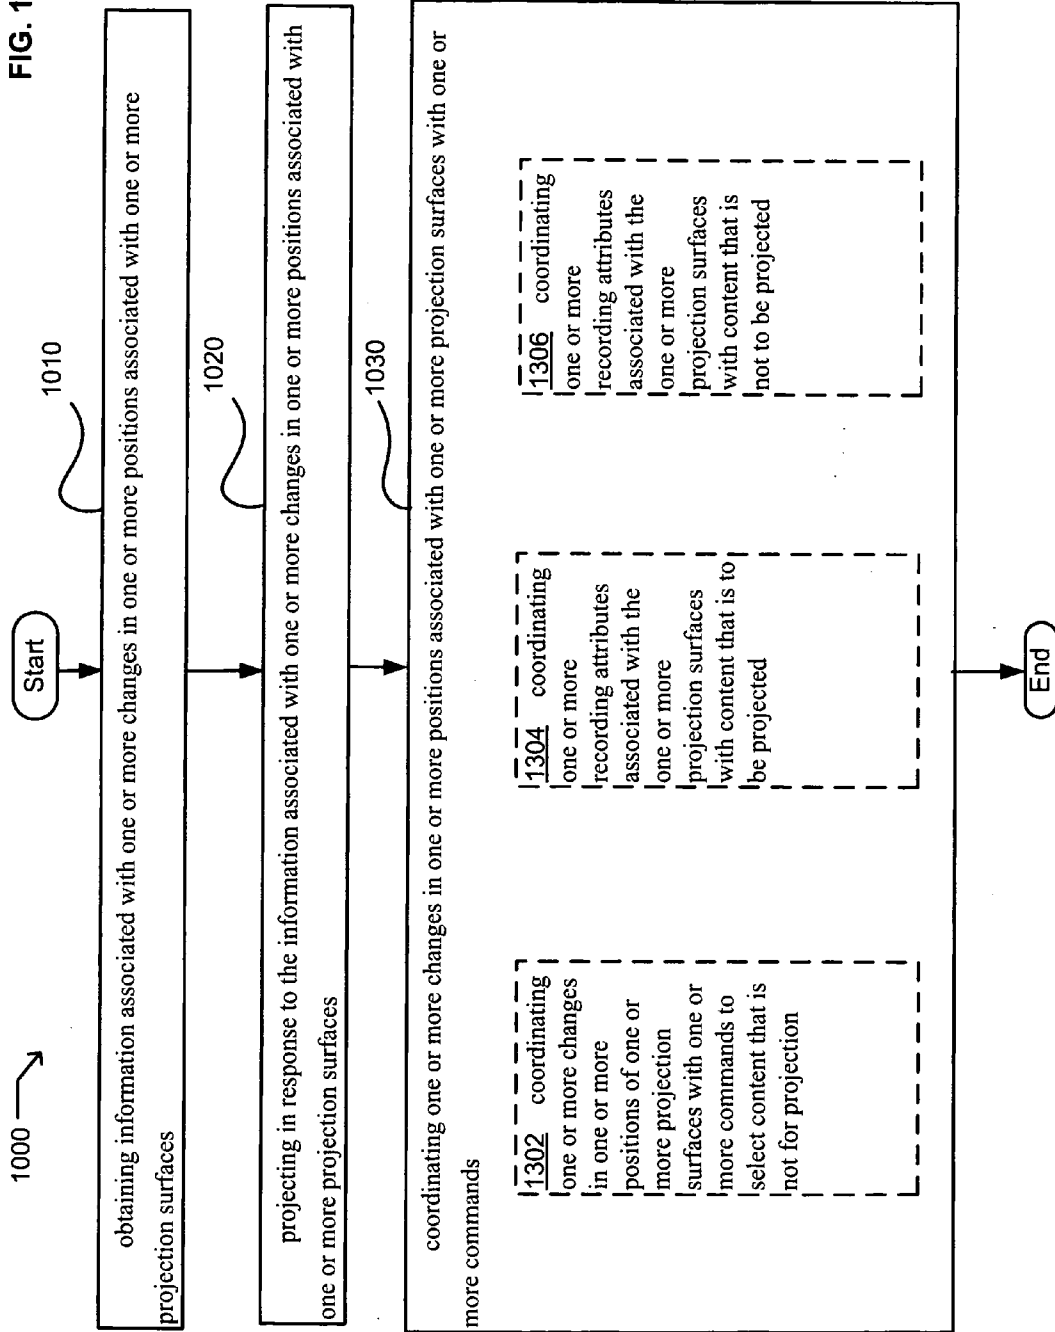 FIG. 1
1000
Start
1010
obtaining information associated with one or more changes in one or more positions associated with one or more
projection surfaces
1020
projecting in response to the information associated with one or more changes in one or more positions associated with
one or more projection surfaces
1030
coordinating one or more changes in one or more positions associated with one or more projection surfaces with one or
more commands
1302 coordinating
one or more changes
in one or more
positions of one or
more projection
surfaces with one or
more commands to
select content that is
not for projection
1304 coordinating
one or more
recording attributes
associated with the
one or more
projection surfaces
with content that is to
be projected
1306 coordinating
one or more
recording attributes
associated with the
one or more
projection surfaces
with content that is
not to be projected
End